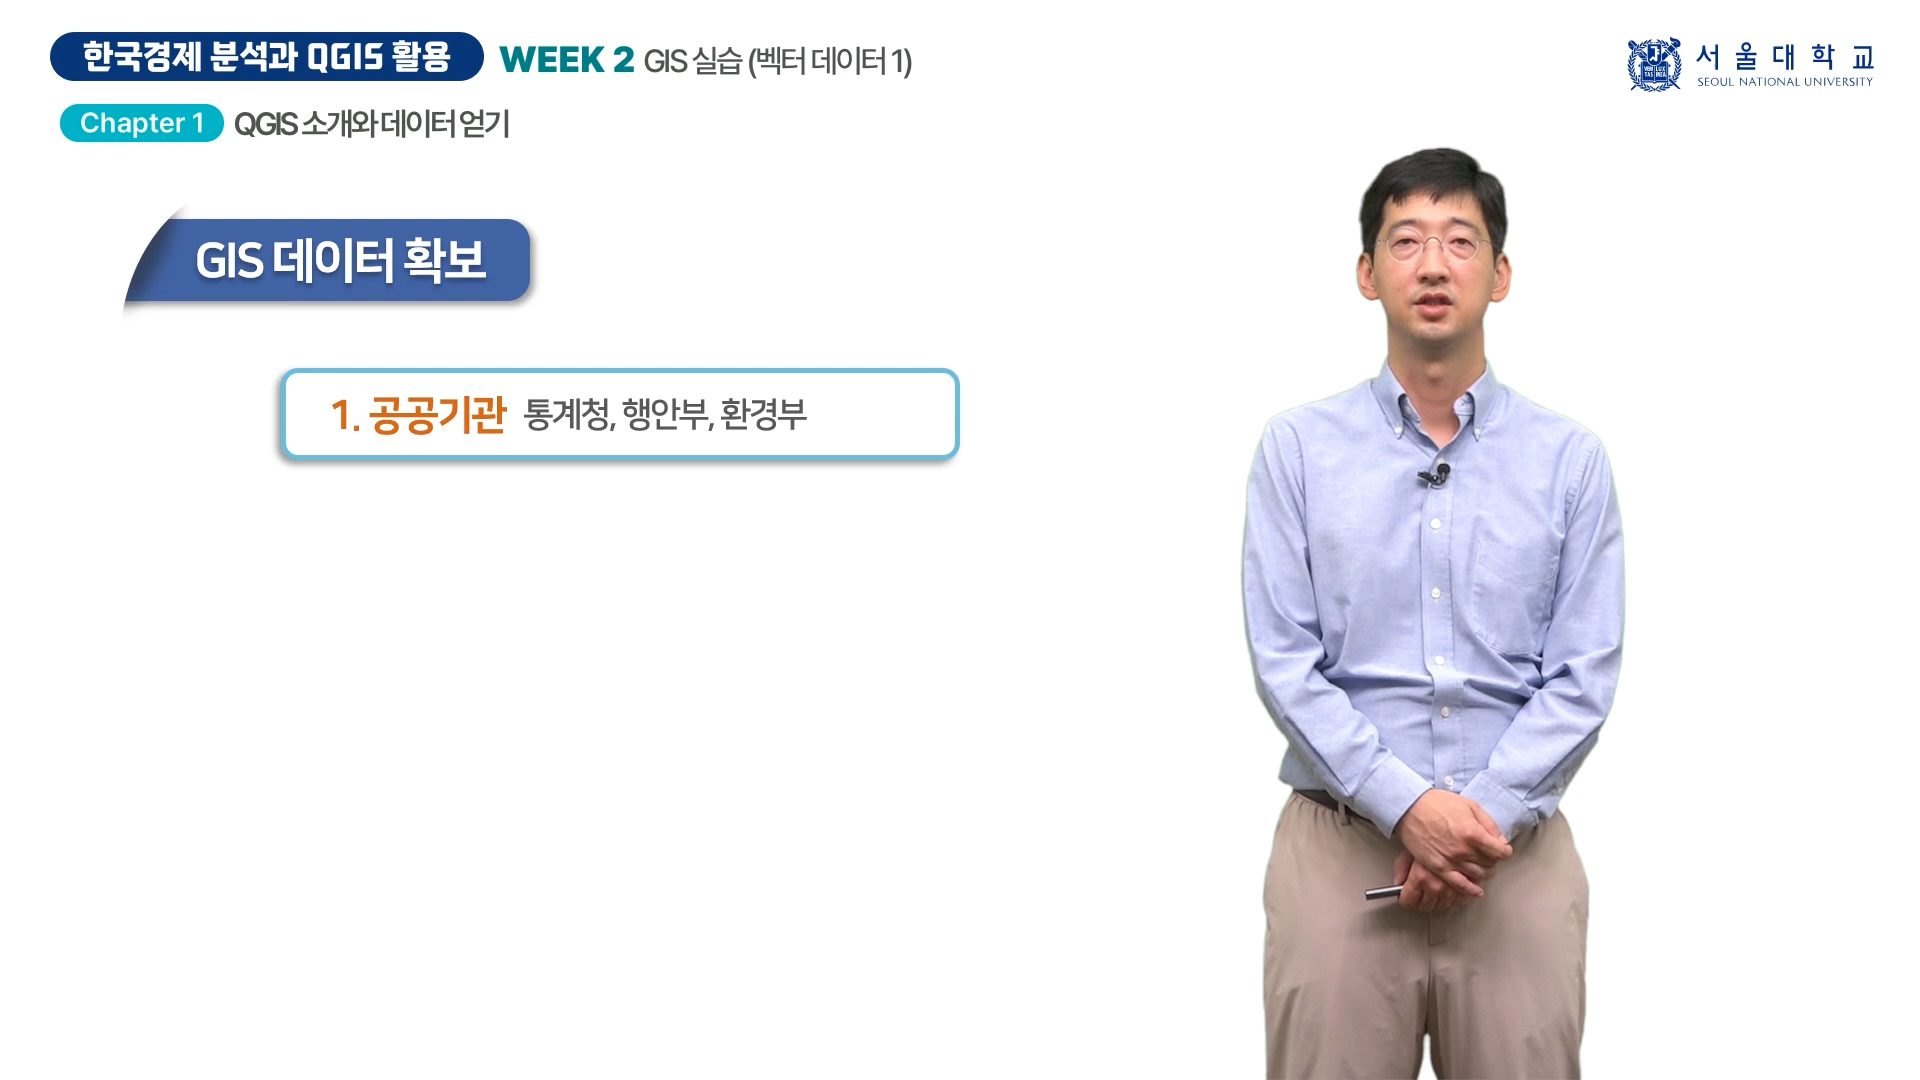 한국경제 분석과 QGIS 활용 WEEK 2 GIS 실습 (벡터 데이터 1)
서울대학교
SEOUL NATIONAL UNIVERSITY
Chapter 1 QGIS 소개와 데이터 얻기
GIS 데이터 확보
1. 공공기관 통계청, 행안부, 환경부